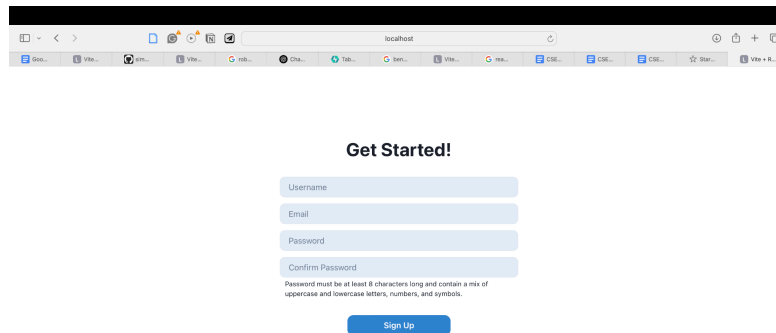 localhost
Goo...
Vite...
sim...
Vite...
rob...
Cha...
Tab...
ben...
Vite...
rea...
CSE...
CSE...
CSE...
Star...
Vite + R...
Get Started!
Username
Email
Password
Confirm Password
Password must be at least 8 characters long and contain a mix of
uppercase and lowercase letters, numbers, and symbols.
Sign Up